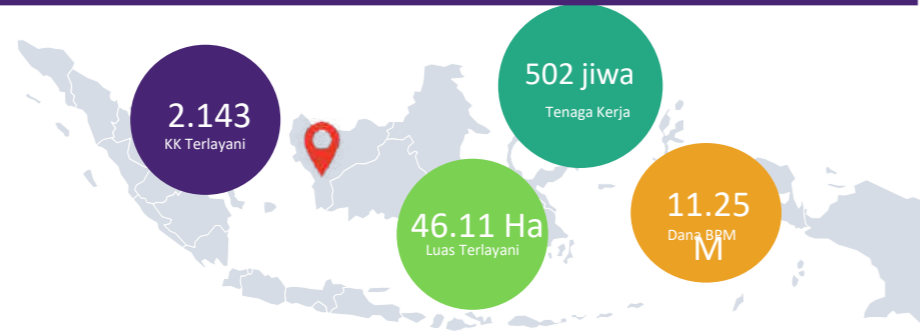 2.143
KK Terlayani
502 jiwa
Tenaga Kerja
46.11 Ha
Luas Terlayani
11.25
Dana BPM
M